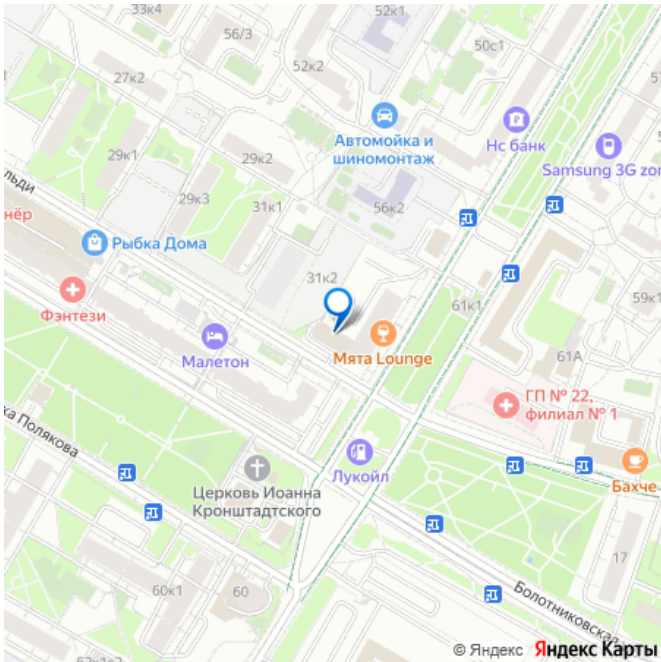 33к4
52к1
50с1
56/3
27к2
52к2
Автомойка и
шиномонтаж
Нс банк
Samsung 3G zon
29к1
29к2
29к3
31к1
56к2
льди
нёр
Рыбка Дома
31к2
Фэнтези
61к1
59к1
Малетон
Мята Lounge
61А
ГП № 22,
филиал № 1
ка Полякова
Лукойл
Бахче
Церковь Иоанна
Кронштадтского
17
60к1
60
Болотниковская
© Яндекс Яндекс Карты